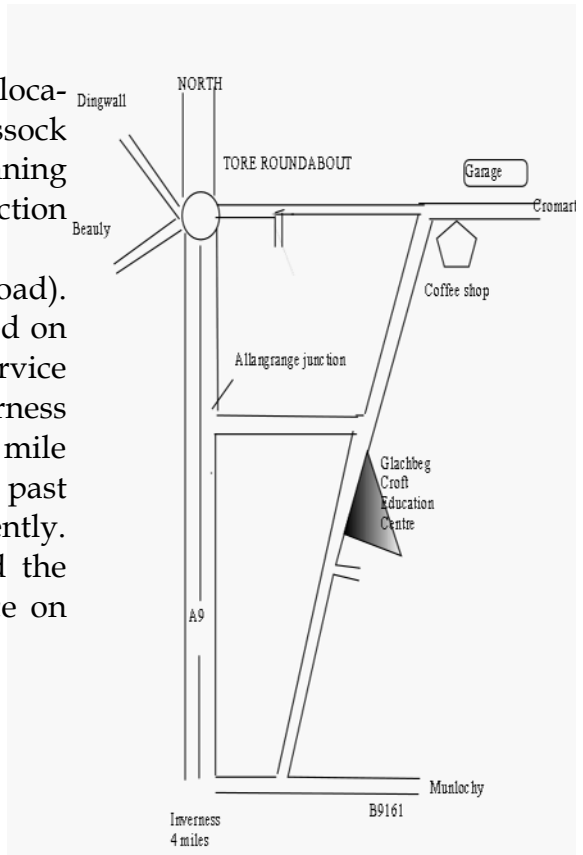 loca-
ssock
ning
ction
oad).
d on
rvice
rness
mile
past
ently.
d the
e on
NORTH
Dingwall
TORE ROUNDABOUT
Garage
Cromart
Beauly
Coffee shop
Allangrange junction
Glachbeg
Croft
Education
Centre
A9
Munlochy
B9161
Inverness
4 miles